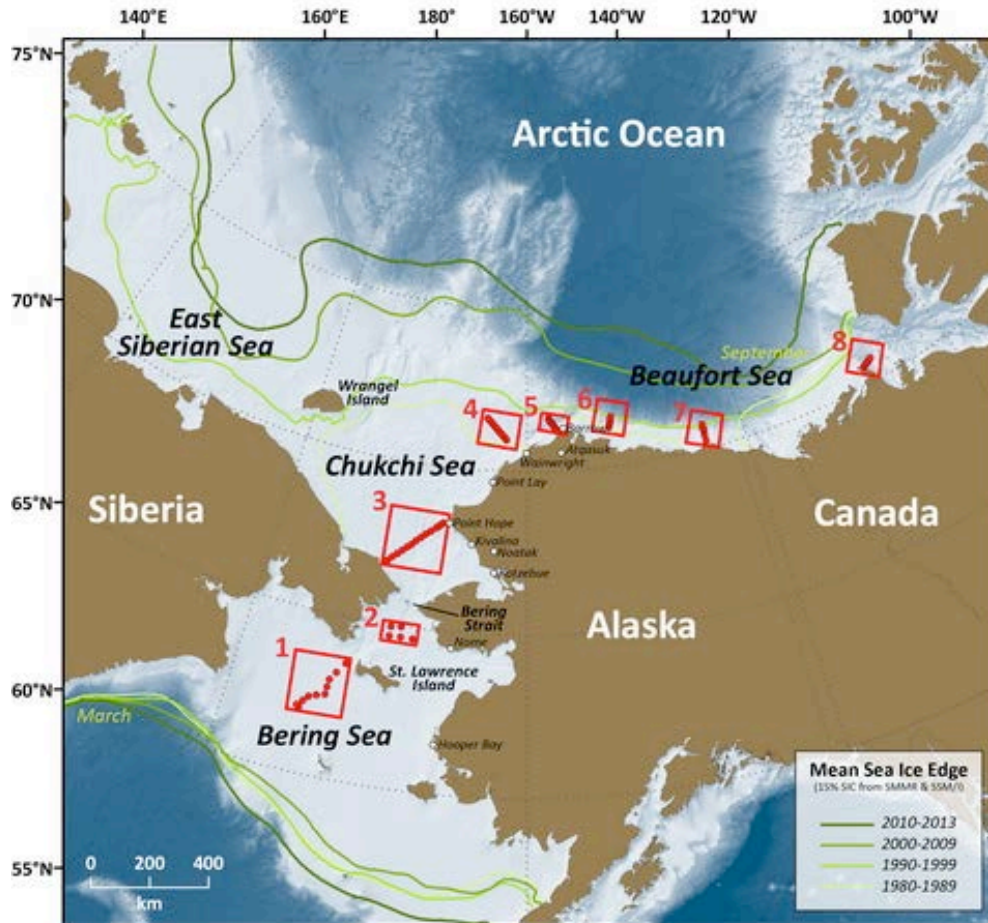 140°E 160°E 180° 160°W 140°W 120°W 100°W
75°N
Arctic Ocean
70°N
East
Siberian Sea
September
8
Beaufort Sea
Wrangel
Island
4 5 6 7
Barrow
Atqasuk
Wainwright
Chukchi Sea
Point Lay
65°N
Siberia
3
Point Hope
Canada
Kivalina
Noatak
Kotzebue
Bering
Strait
2
Nome
Alaska
1
St. Lawrence
Island
60°N
March
Bering Sea
Hooper Bay
Mean Sea Ice Edge
(15% SIC from SMMR & SSM/I)
2010-2013
2000-2009
1990-1999
1980-1989
55°N
0 200 400
km